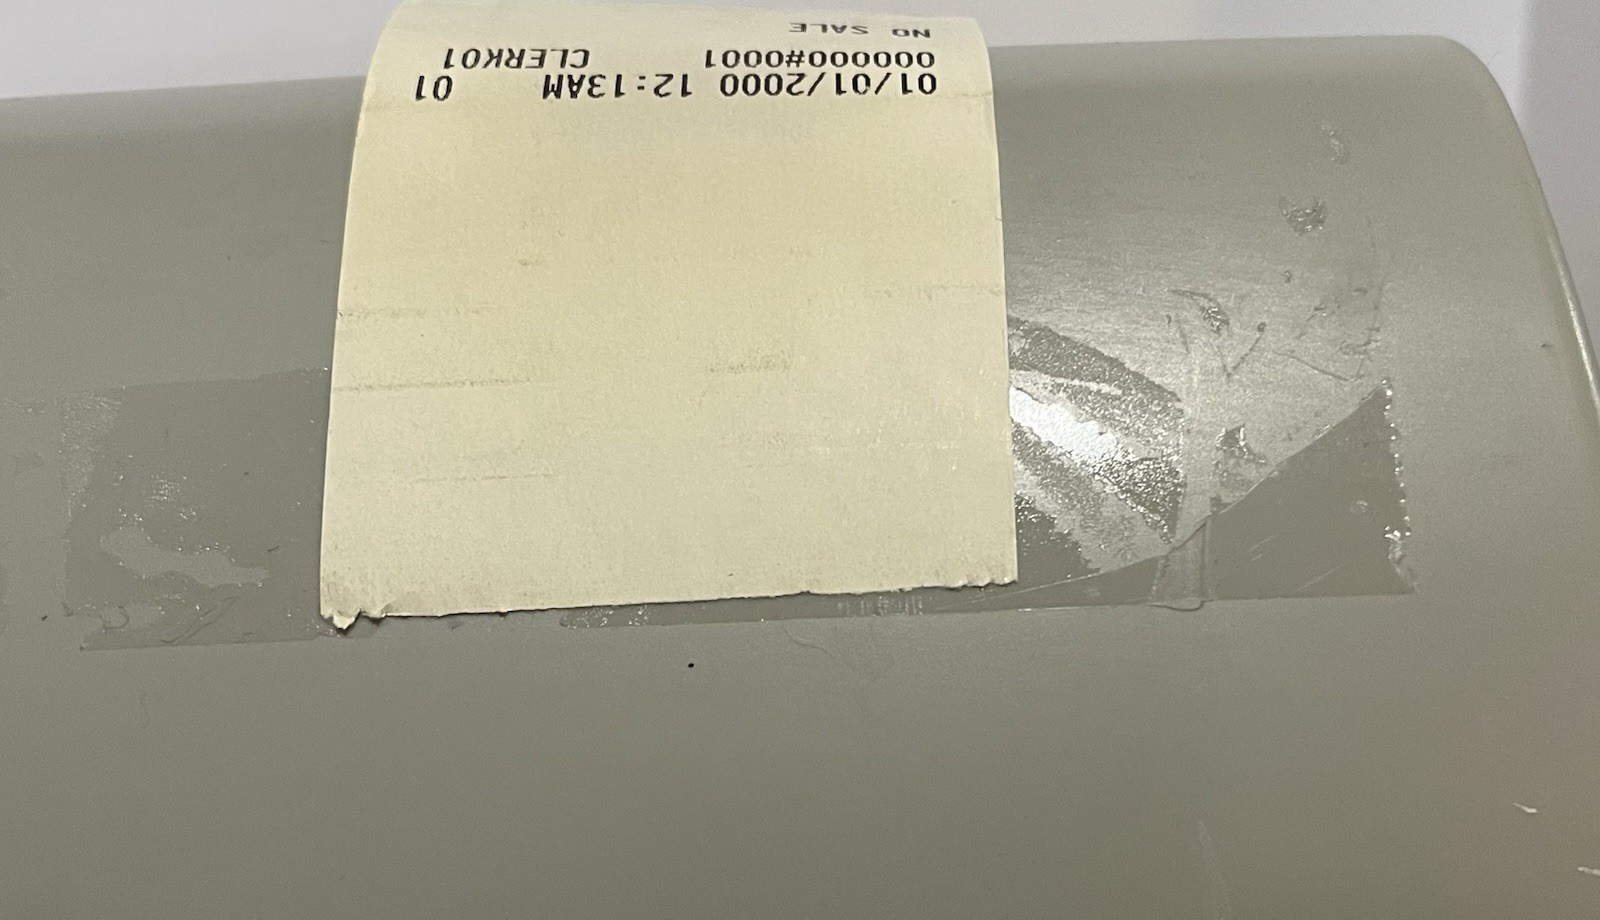 01/01/2000 12:13AM 01
000000#0001 CLERK01
NO SALE